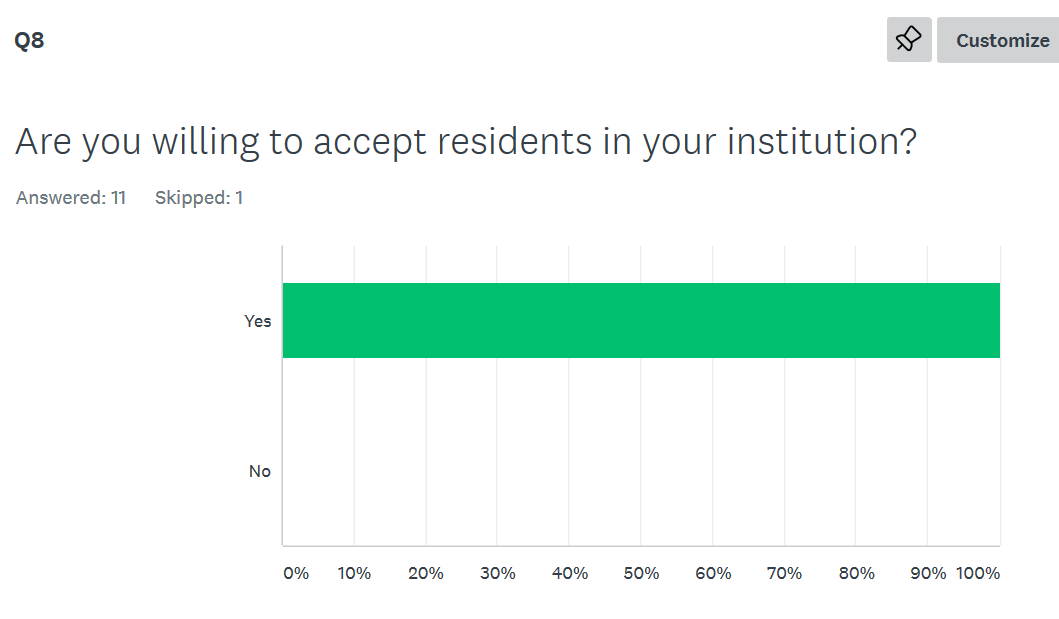 Q8
Customize
Are you willing to accept residents in your institution?
Answered: 11 Skipped: 1
Yes
No
0% 10% 20% 30% 40% 50% 60% 70% 80% 90% 100%